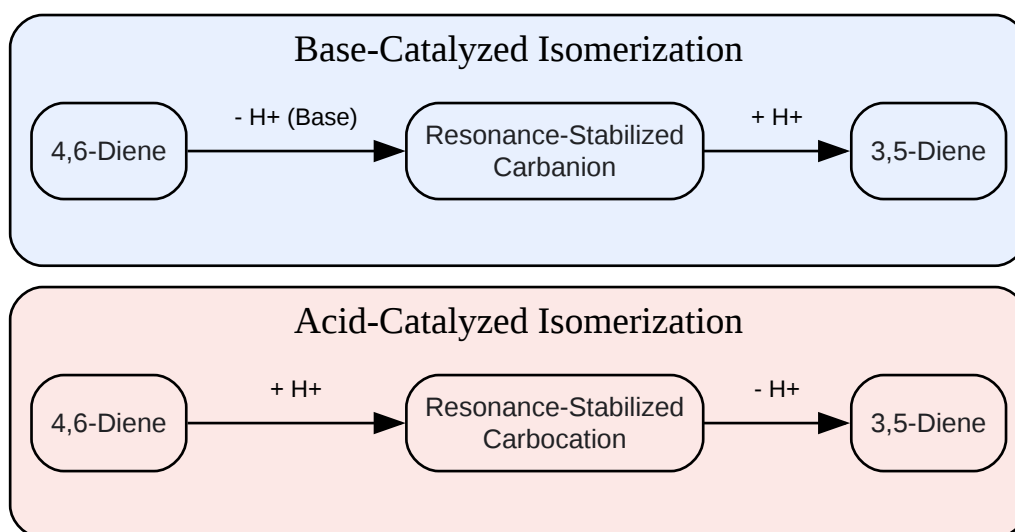 Base-Catalyzed Isomerization
4,6-Diene
- H+ (Base)
Resonance-Stabilized
Carbanion
+ H+
3,5-Diene
Acid-Catalyzed Isomerization
4,6-Diene
+ H+
Resonance-Stabilized
Carbocation
- H+
3,5-Diene